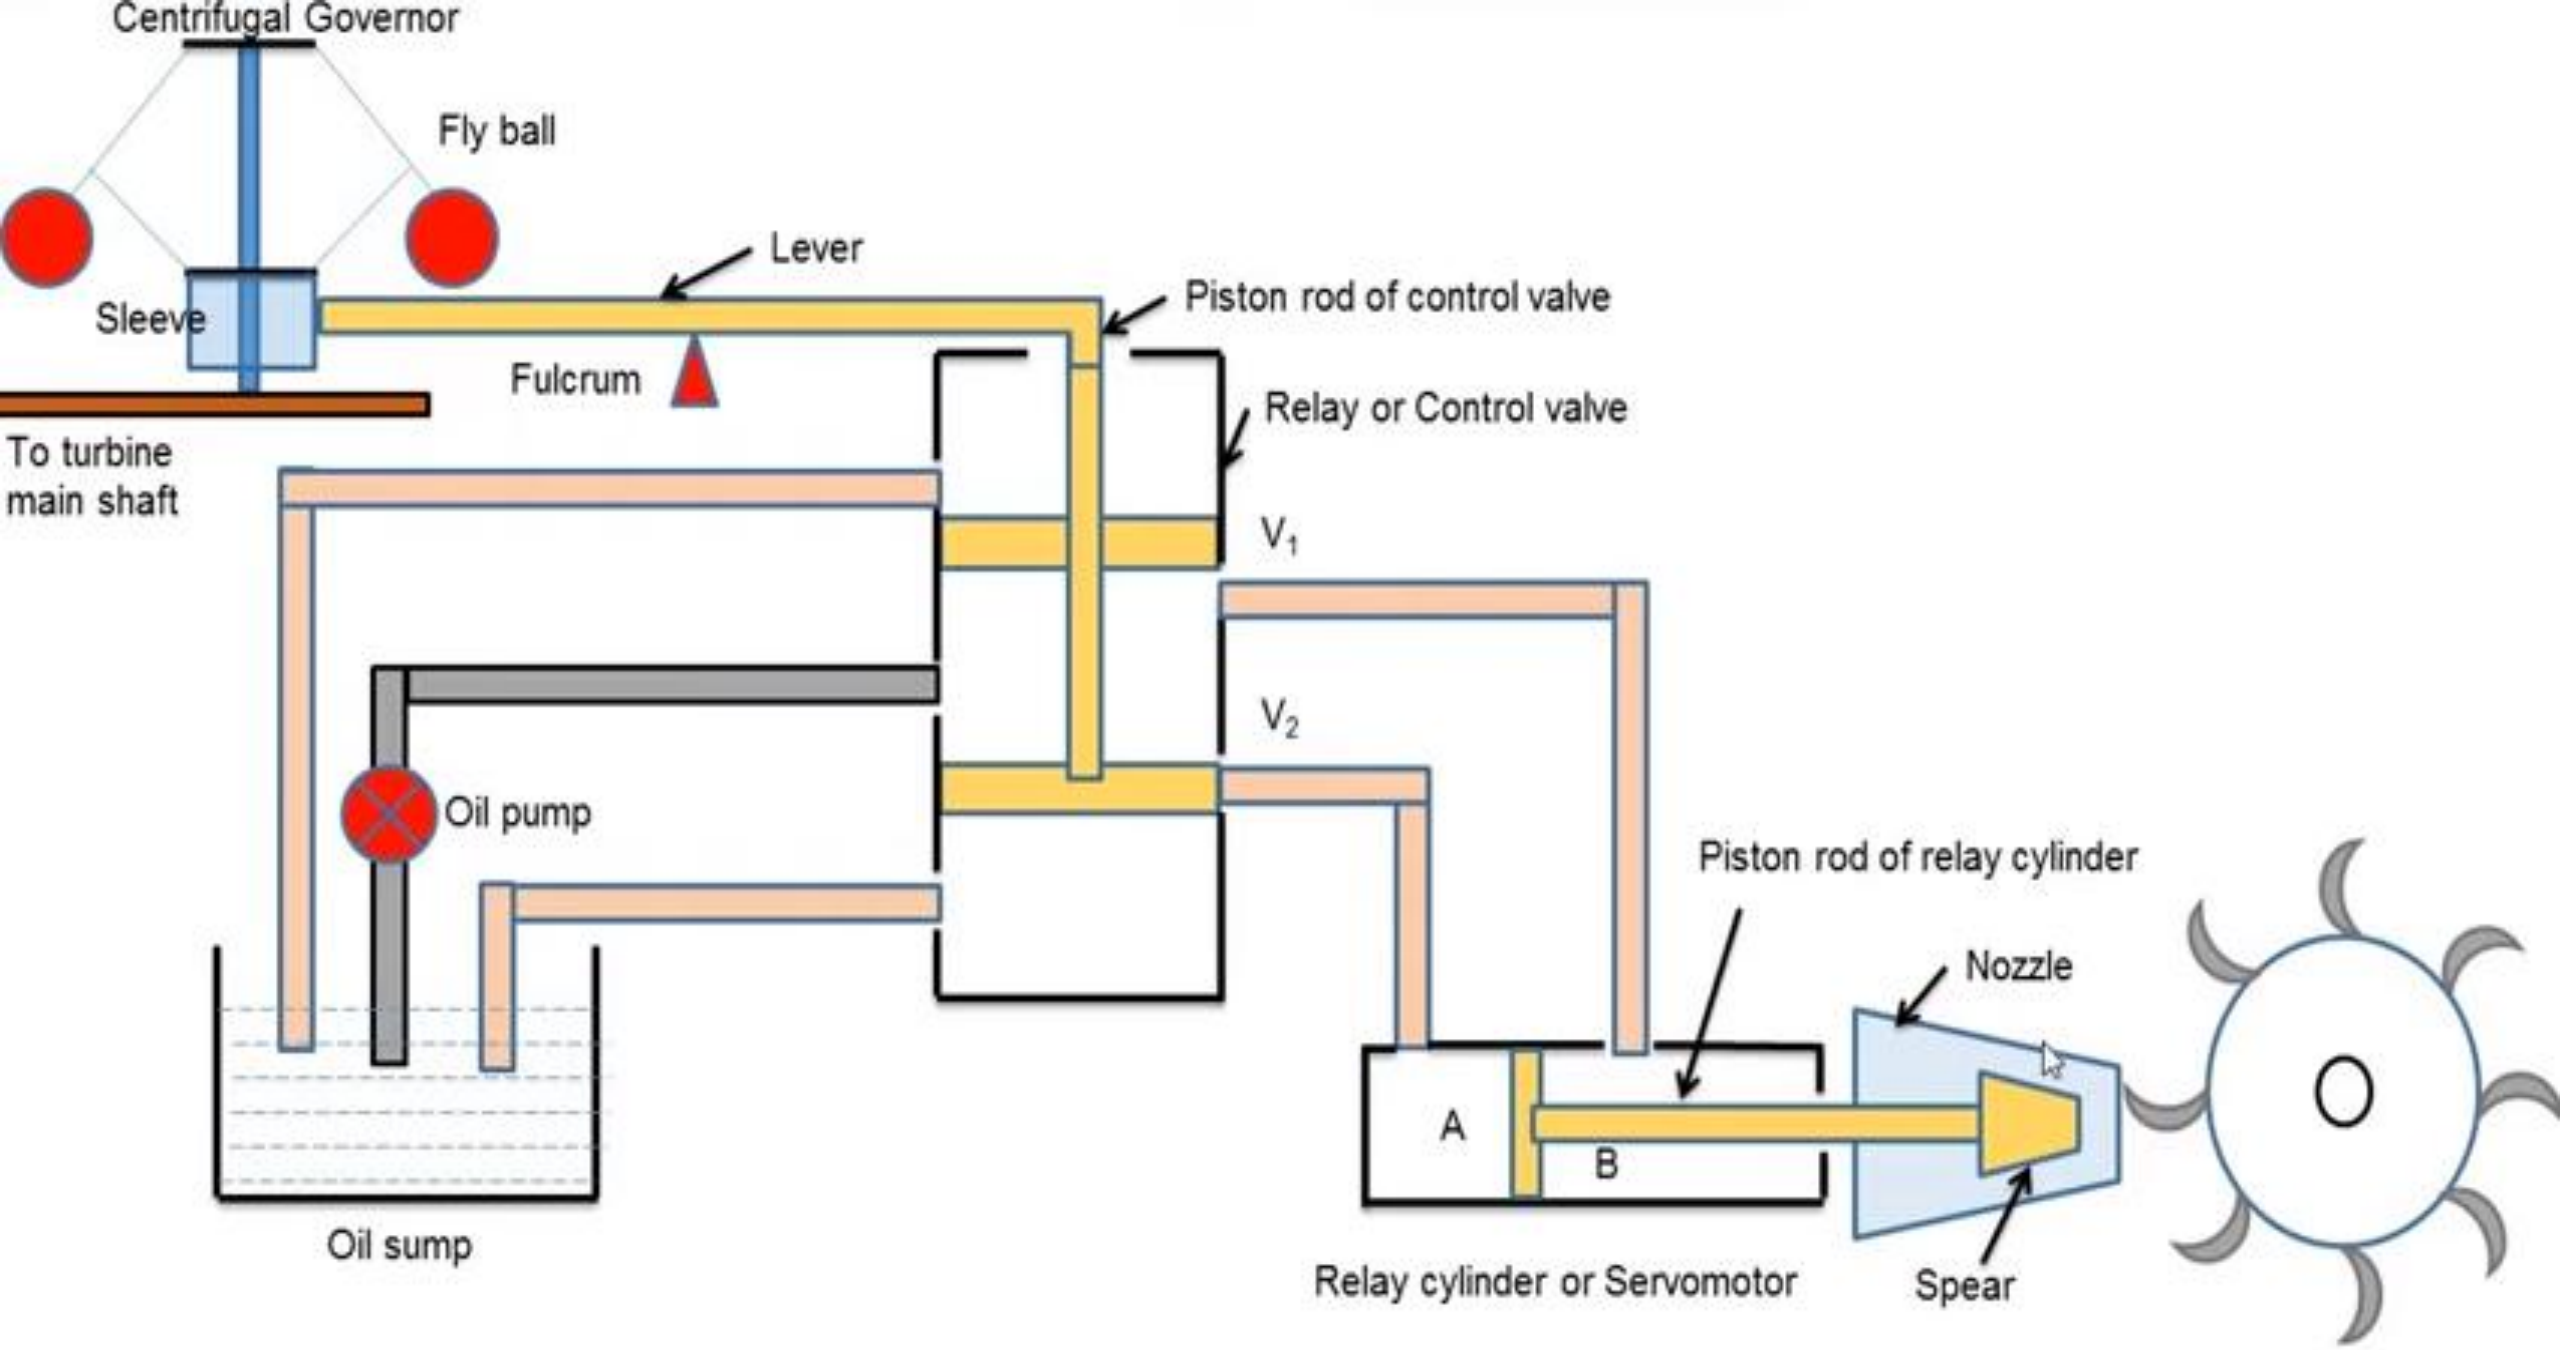 Centrifugal Governor
Fly ball
Lever
Piston rod of control valve
Sleeve
Fulcrum
Relay or Control valve
To turbine
main shaft
V₁
V₂
Oil pump
Piston rod of relay cylinder
Nozzle
A
B
Oil sump
Relay cylinder or Servomotor
Spear